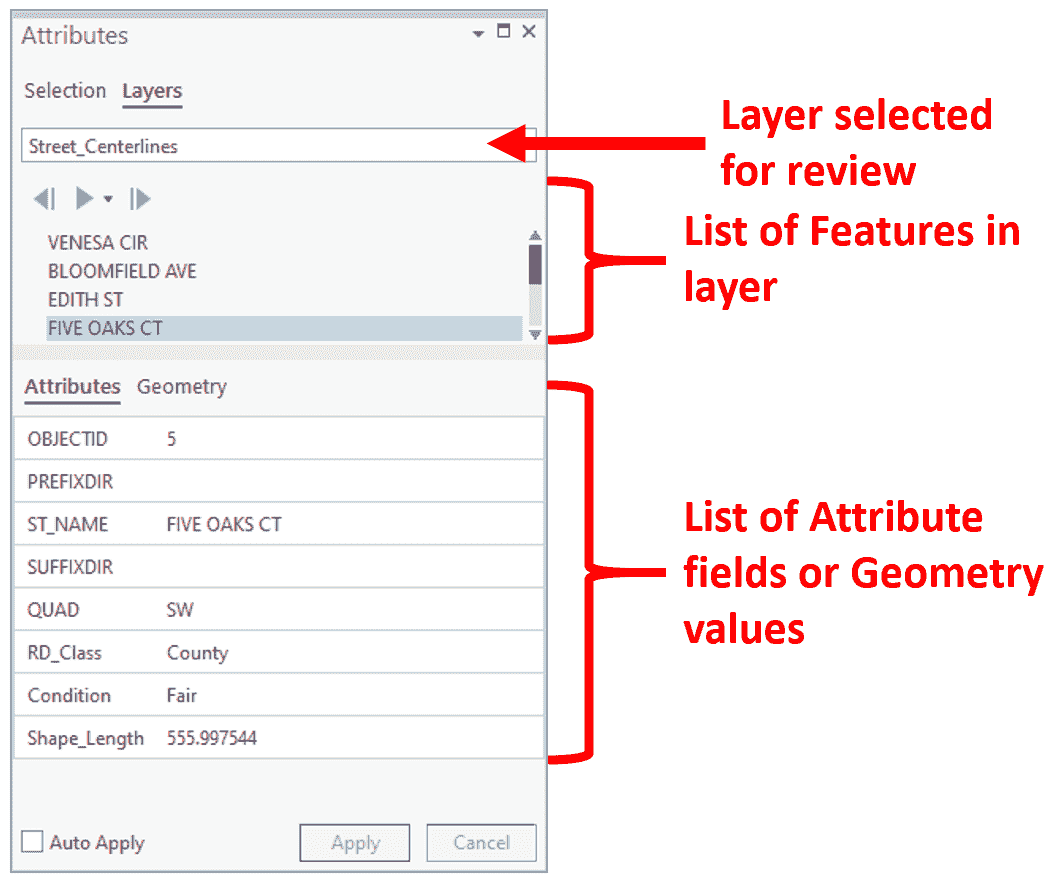 Attributes
Selection Layers
Street_Centerlines
Layer selected
for review
VENESA CIR
BLOOMFIELD AVE
EDITH ST
FIVE OAKS CT
List of Features in
layer
Attributes Geometry
OBJECTID 5
PREFIXDIR
ST_NAME FIVE OAKS CT
SUFFIXDIR
QUAD SW
RD_Class County
Condition Fair
Shape_Length 555.997544
List of Attribute
fields or Geometry
values
Auto Apply Apply Cancel